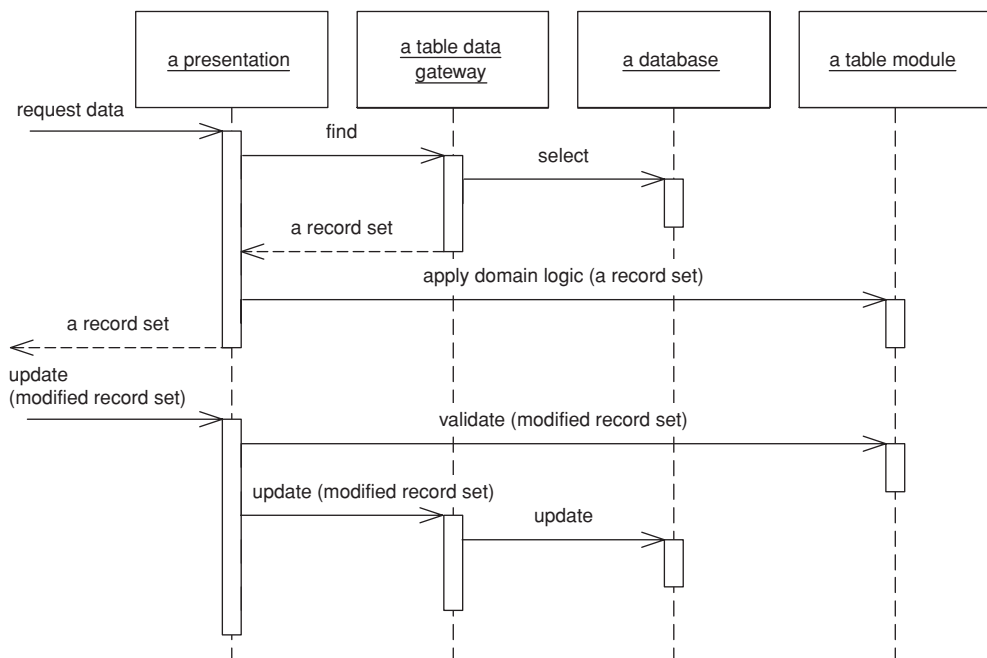 a presentation
a table data
gateway
a database
a table module
request data
find
select
a record set
apply domain logic (a record set)
a record set
update
(modified record set)
validate (modified record set)
update (modified record set)
update